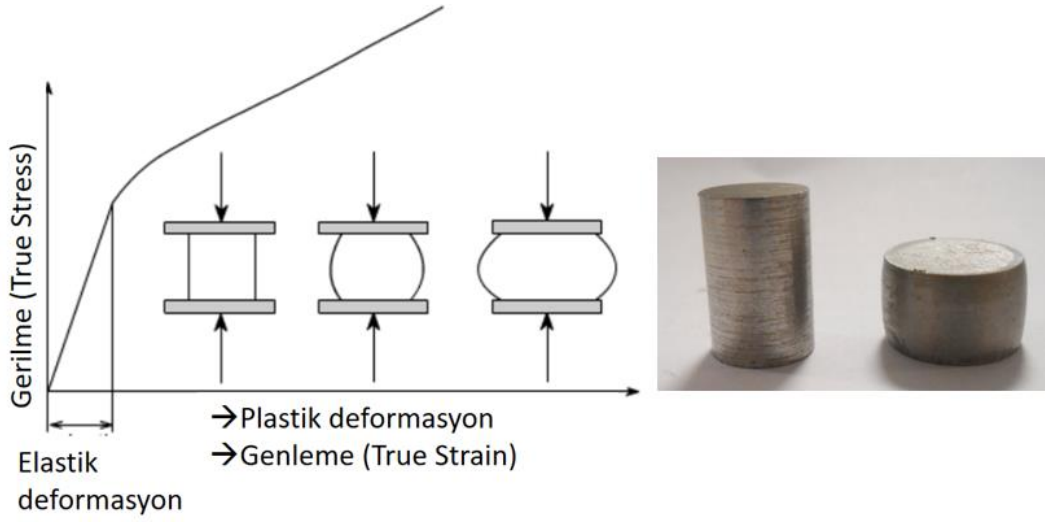 Gerilme (True Stress)
→Plastik deformasyon
→Genleme (True Strain)
Elastik
deformasyon